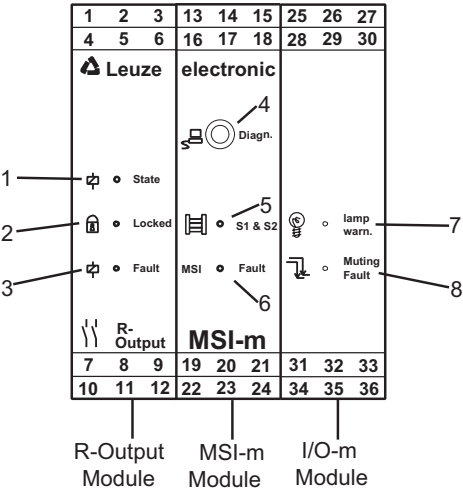 1 2 3 13 14 15 25 26 27
4 5 6 16 17 18 28 29 30
Leuze electronic
4
Diagn.
1
State
5
2
Locked
S1 & S2
lamp
warn.
7
3
Fault
MSI
Fault
Muting
Fault
8
6
R-
Output
MSI-m
7 8 9 19 20 21 31 32 33
10 11 12 22 23 24 34 35 36
R-Output
Module
MSI-m
Module
I/O-m
Module